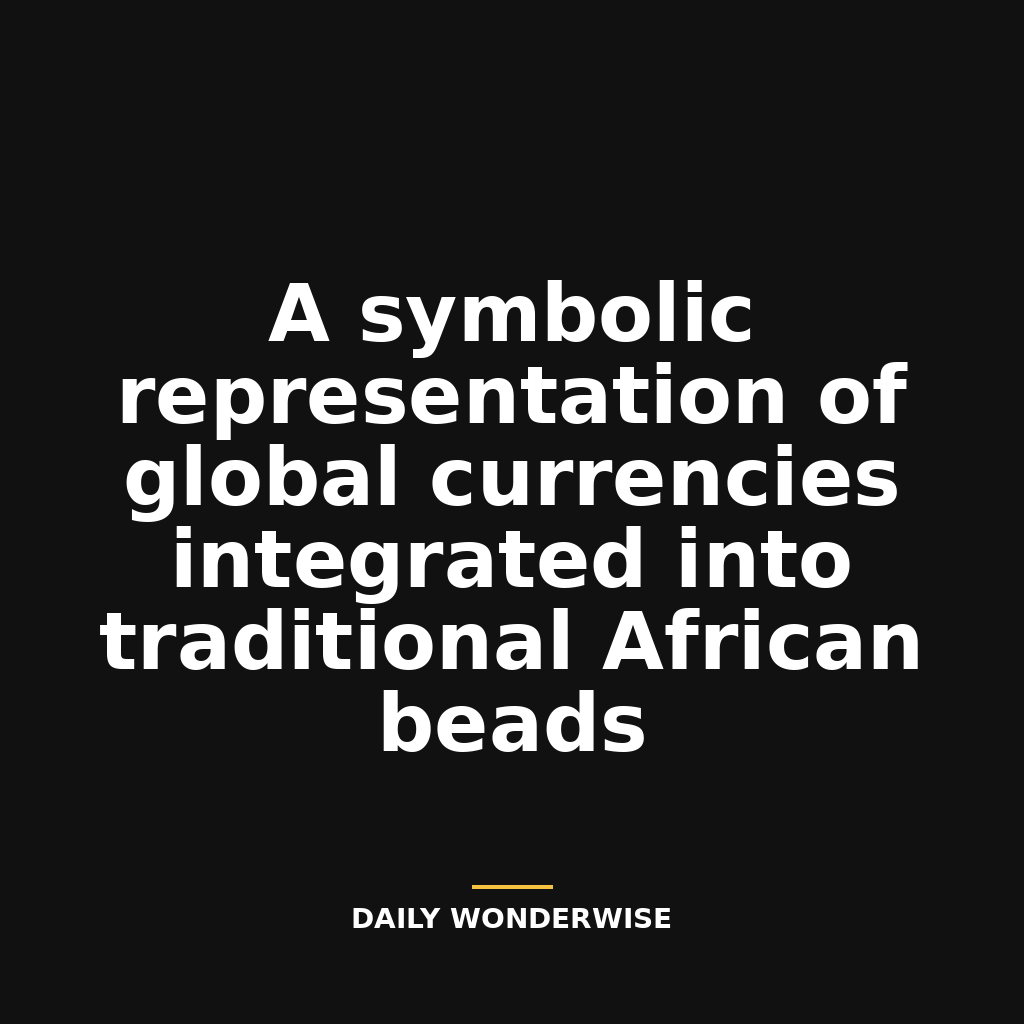 A symbolic
representation of
global currencies
integrated into
traditional African
beads
DAILY WONDERWISE